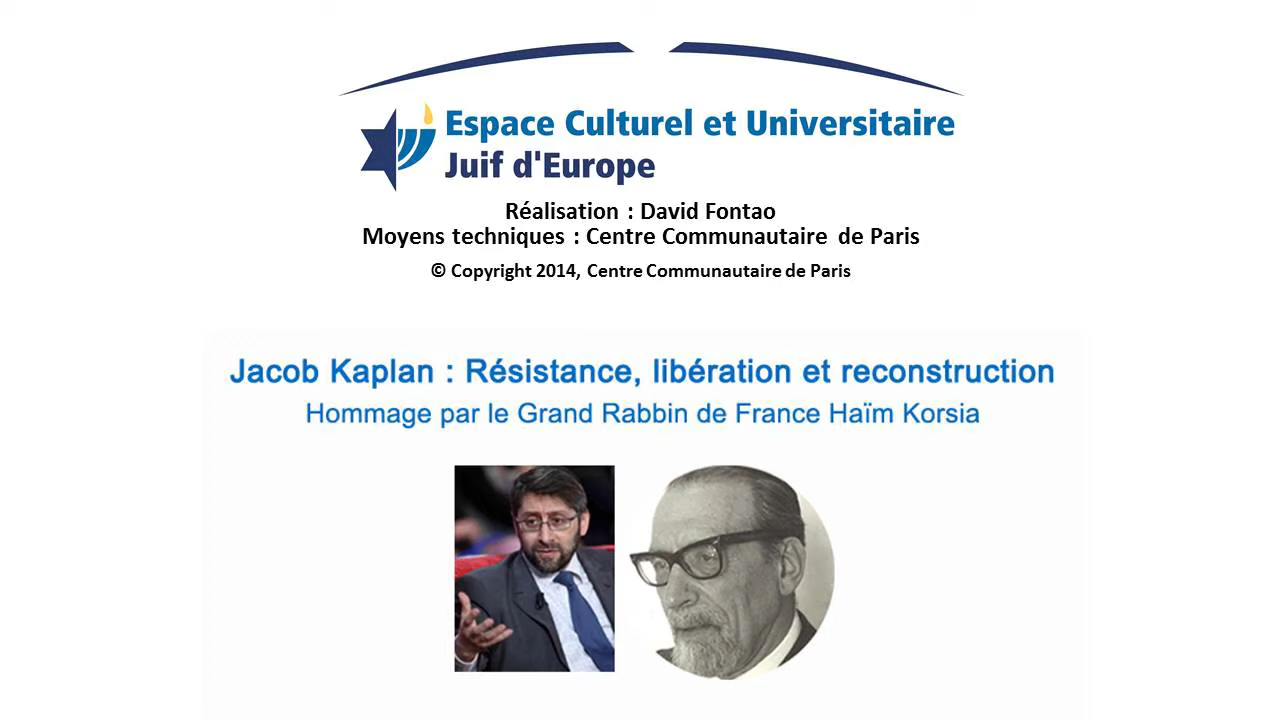 Espace Culturel et Universitaire
Juif d'Europe
Réalisation : David Fontao
Moyens techniques : Centre Communautaire de Paris
© Copyright 2014, Centre Communautaire de Paris
Jacob Kaplan : Résistance, libération et reconstruction
Hommage par le Grand Rabbin de France Haïm Korsia